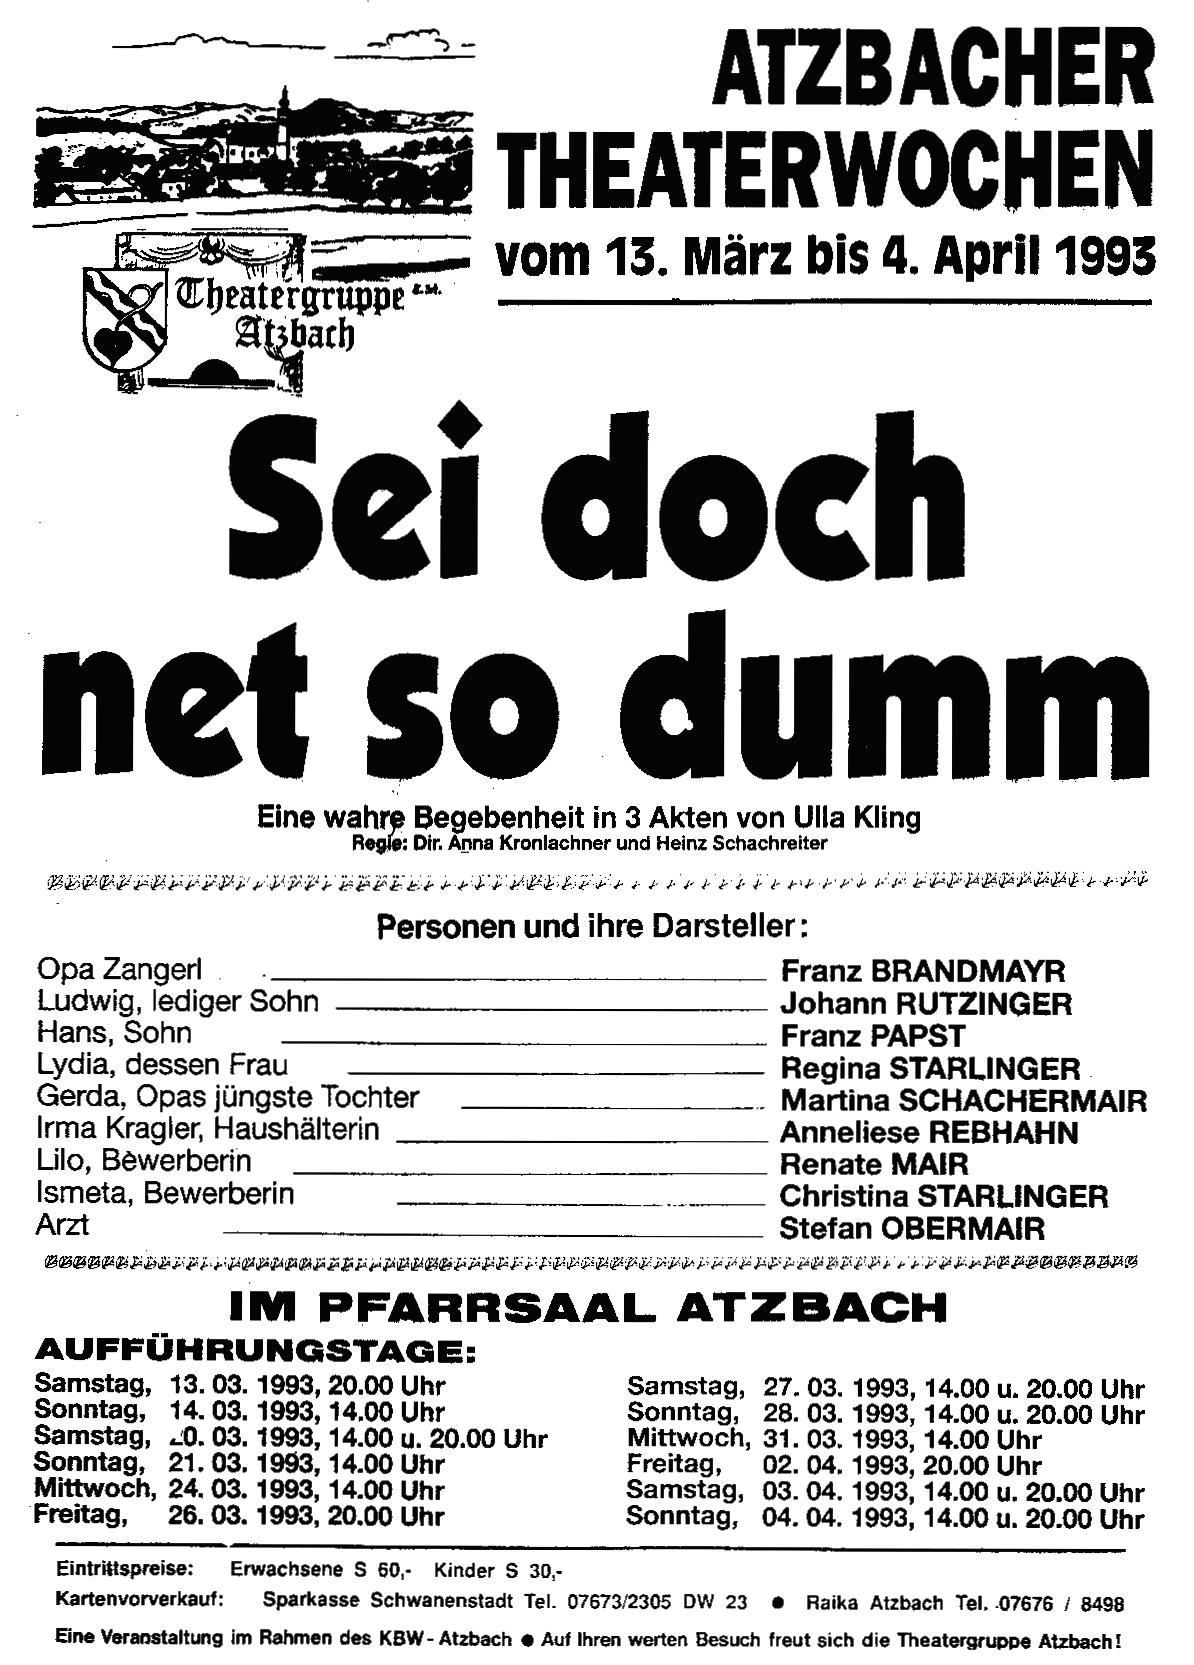 ATZBACHER
THEATERWOCHEN
vom 13. März bis 4. April 1993
Theatergruppe
Atzbach
Sei doch
net so dumm
Eine wahre Begebenheit in 3 Akten von Ulla Kling
Regie: Dir. Anna Kronlachner und Heinz Schachreiter
Personen und ihre Darsteller:
Opa Zangerl Franz BRANDMAYR
Ludwig, lediger Sohn Johann RUTZINGER
Hans, Sohn Franz PAPST
Lydia, dessen Frau Regina STARLINGER
Gerda, Opas jüngste Tochter Martina SCHACHERMAIR
Irma Kragler, Haushälterin Anneliese REBHAHN
Lilo, Bewerberin Renate MAIR
Ismeta, Bewerberin Christina STARLINGER
Arzt Stefan OBERMAIR
IM PFARRSAAL ATZBACH
AUFFÜHRUNGSTAGE:
Samstag, 13. 03. 1993, 20.00 Uhr
Sonntag, 14. 03. 1993, 14.00 Uhr
Samstag, 20. 03. 1993, 14.00 u. 20.00 Uhr
Sonntag, 21. 03. 1993, 14.00 Uhr
Mittwoch, 24. 03. 1993, 14.00 Uhr
Freitag, 26. 03. 1993, 20.00 Uhr
Samstag, 27. 03. 1993, 14.00 u. 20.00 Uhr
Sonntag, 28. 03. 1993, 14.00 u. 20.00 Uhr
Mittwoch, 31. 03. 1993, 14.00 Uhr
Freitag, 02. 04. 1993, 20.00 Uhr
Samstag, 03. 04. 1993, 14.00 u. 20.00 Uhr
Sonntag, 04. 04. 1993, 14.00 u. 20.00 Uhr
Eintrittspreise: Erwachsene S 60,- Kinder S 30,-
Kartenvorverkauf: Sparkasse Schwanenstadt Tel. 07673/2305 DW 23 ● Raika Atzbach Tel. 07676 / 8498
Eine Veranstaltung im Rahmen des KBW - Atzbach ● Auf Ihren werten Besuch freut sich die Theatergruppe Atzbach!